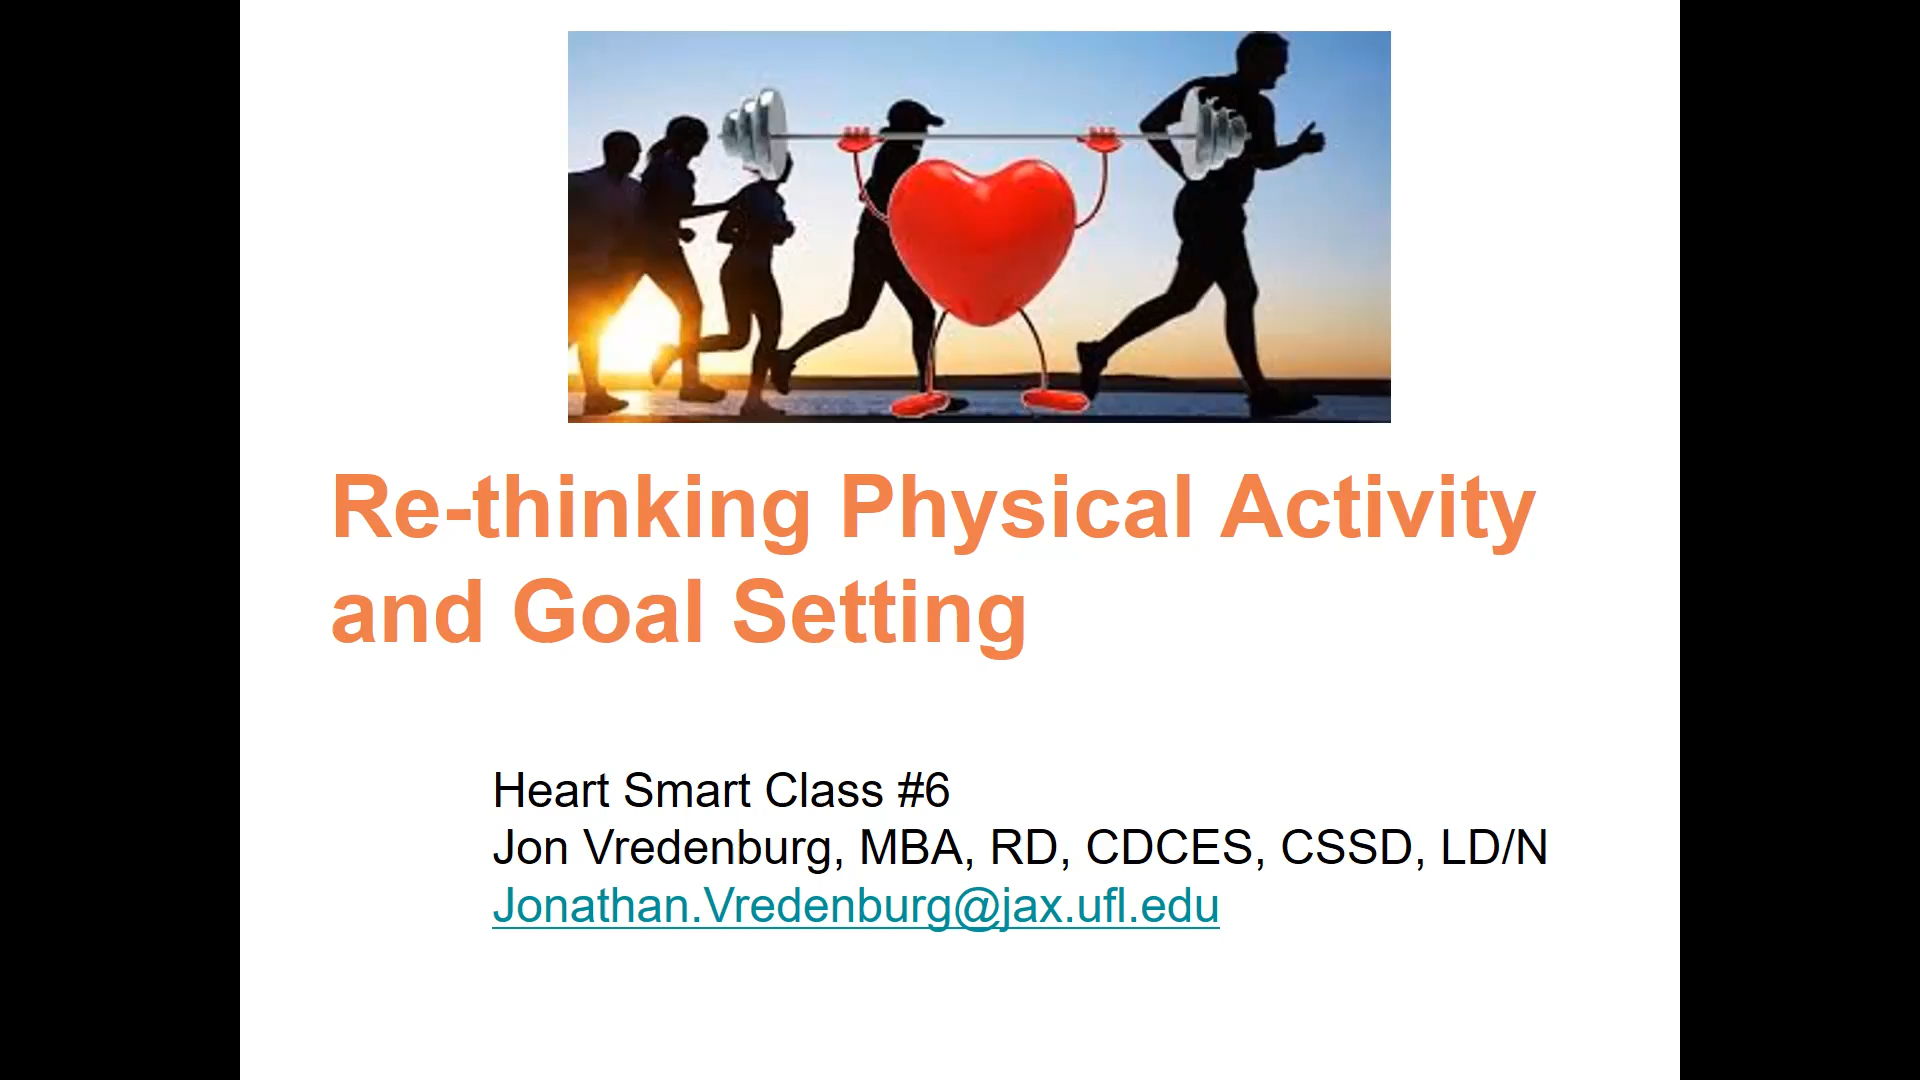 Re-thinking Physical Activity
and Goal Setting
Heart Smart Class #6
Jon Vredenburg, MBA, RD, CDCES, CSSD, LD/N
Jonathan.Vredenburg@jax.ufl.edu